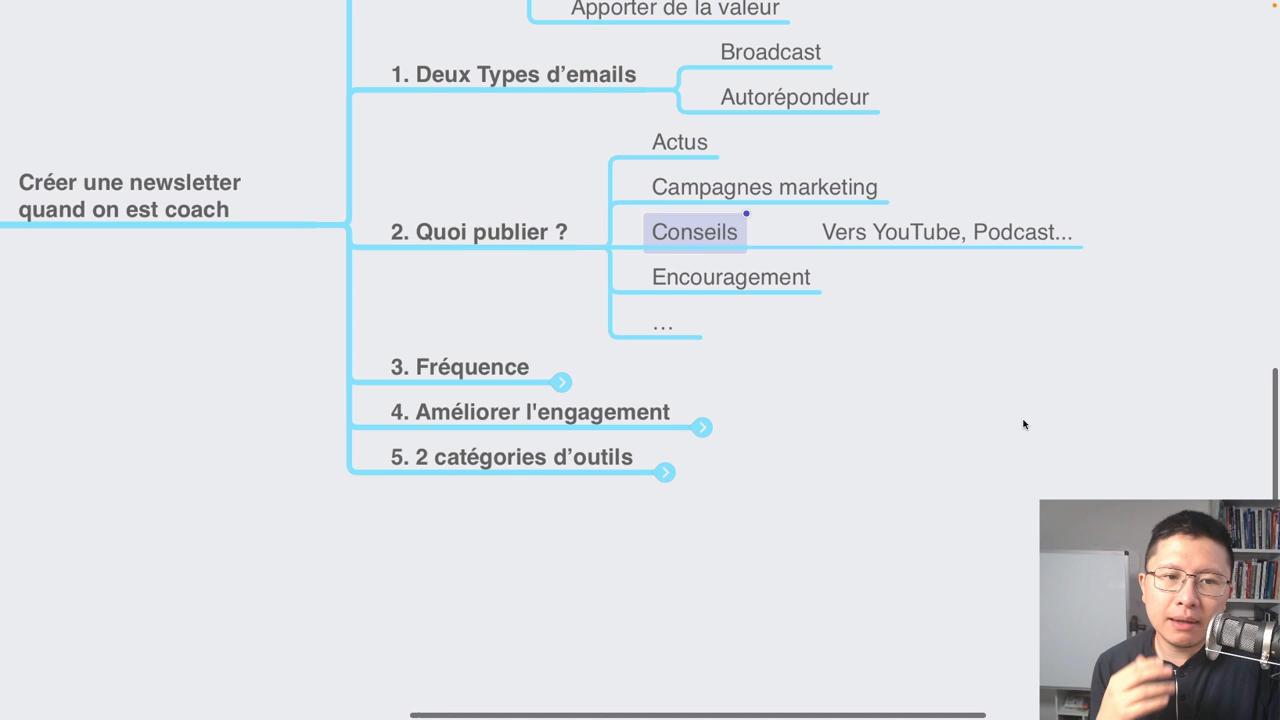 Apporter de la valeur
Broadcast
1. Deux Types d’emails
Autorépondeur
Actus
Créer une newsletter
quand on est coach
Campagnes marketing
2. Quoi publier ?
Conseils
Vers YouTube, Podcast...
Encouragement
...
3. Fréquence
4. Améliorer l'engagement
5. 2 catégories d’outils